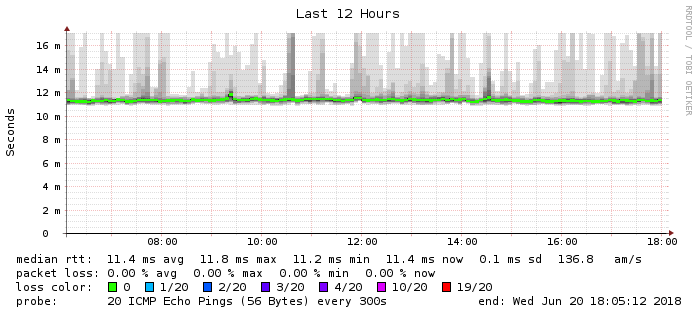 Last 12 Hours
RRDTOOL / TOBI OETIKER
Seconds
16 m
14 m
12 m
10 m
8 m
6 m
4 m
2 m
0
08:00 10:00 12:00 14:00 16:00 18:00
median rtt: 11.4 ms avg 11.8 ms max 11.2 ms min 11.4 ms now 0.1 ms sd 136.8 am/s
packet loss: 0.00 % avg 0.00 % max 0.00 % min 0.00 % now
loss color: 0 1/20 2/20 3/20 4/20 10/20 19/20
probe: 20 ICMP Echo Pings (56 Bytes) every 300s end: Wed Jun 20 18:05:12 2018